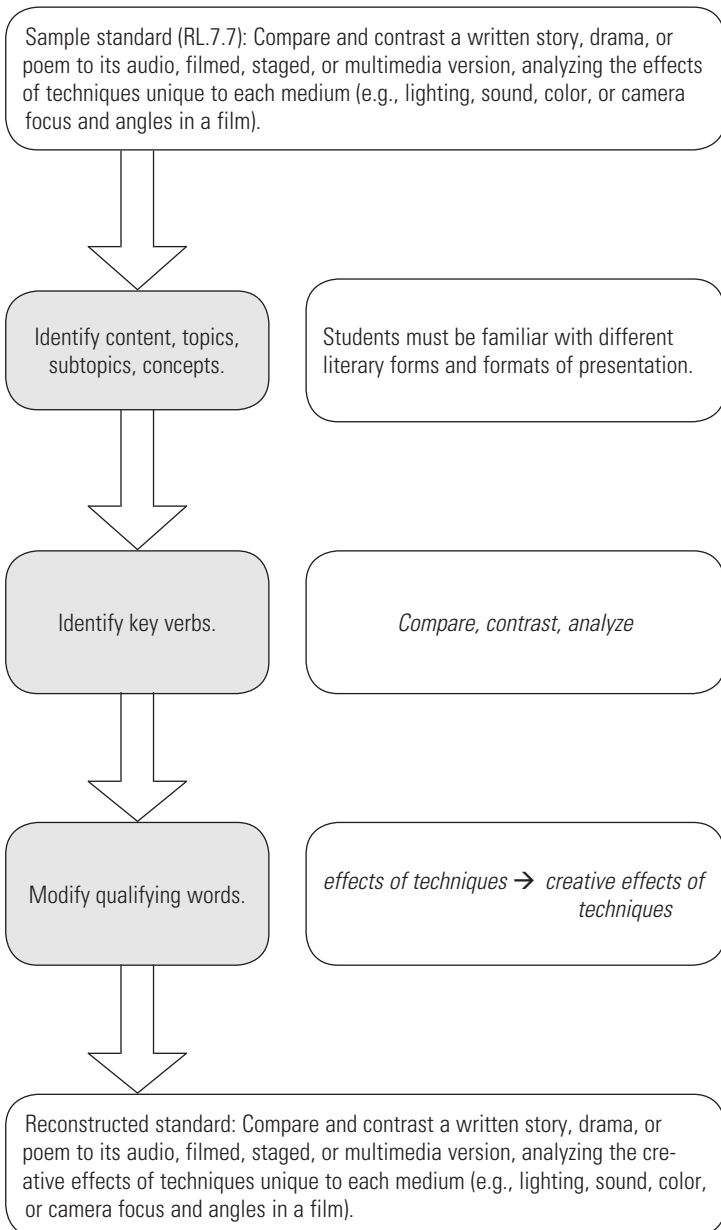 Sample standard (RL.7.7): Compare and contrast a written story, drama, or
poem to its audio, filmed, staged, or multimedia version, analyzing the effects
of techniques unique to each medium (e.g., lighting, sound, color, or camera
focus and angles in a film).
Identify content, topics,
subtopics, concepts.
Students must be familiar with different
literary forms and formats of presentation.
Identify key verbs.
Compare, contrast, analyze
Modify qualifying words.
effects of techniques → creative effects of
techniques
Reconstructed standard: Compare and contrast a written story, drama, or
poem to its audio, filmed, staged, or multimedia version, analyzing the cre-
ative effects of techniques unique to each medium (e.g., lighting, sound, color,
or camera focus and angles in a film).